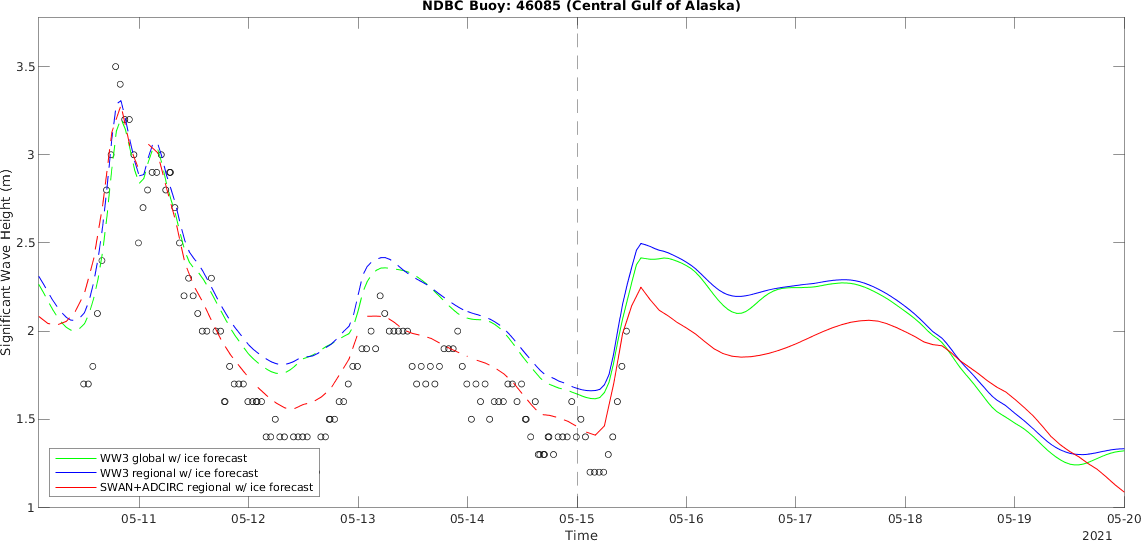 NDBC Buoy: 46085 (Central Gulf of Alaska)
Significant Wave Height (m)
3.5
3
2.5
2
1.5
1
WW3 global w/ ice forecast
WW3 regional w/ ice forecast
SWAN+ADCIRC regional w/ ice forecast
05-11
05-12
05-13
05-14
05-15
05-16
05-17
05-18
05-19
05-20
Time
2021